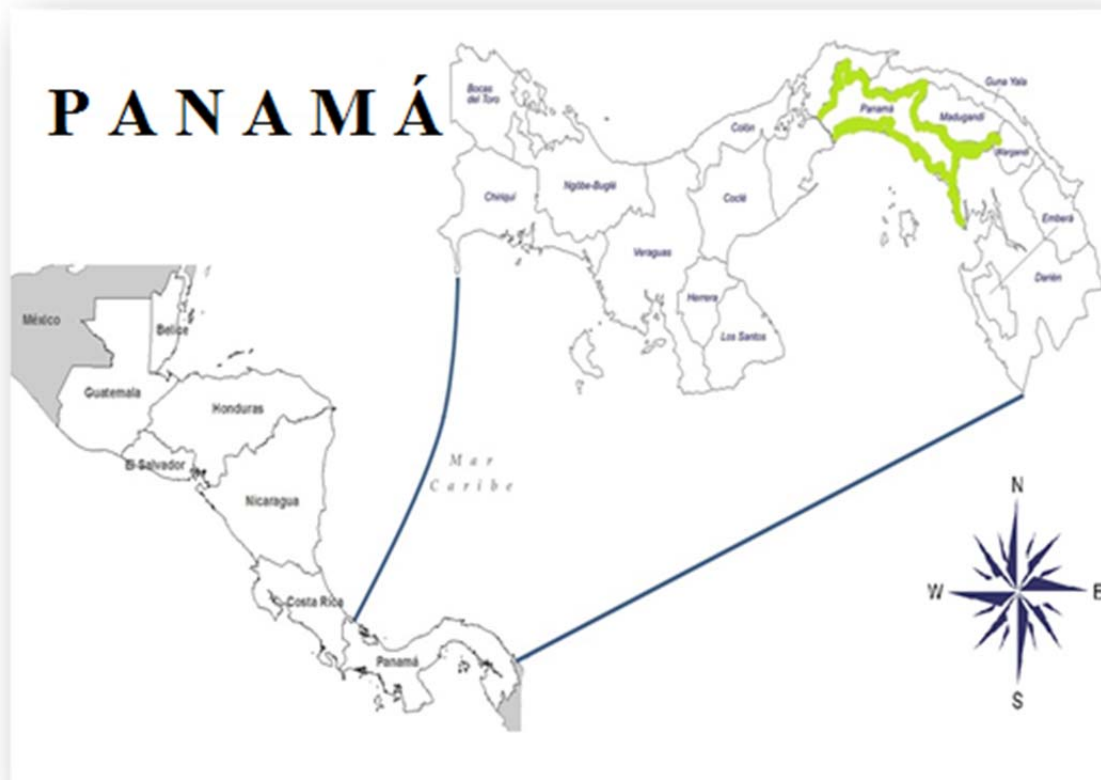 PANAMÁ
Bocas
del Toro
Guna Yala
Panamá
Madugandí
Colón
Wargandí
Ngöbe-Buglé
Chiriquí
Coclé
Emberá
Veraguas
Darién
Herrera
Los Santos
México
Belice
Guatemala
Honduras
Mar
Caribe
El Salvador
Nicaragua
N
W
E
Costa Rica
Panamá
S